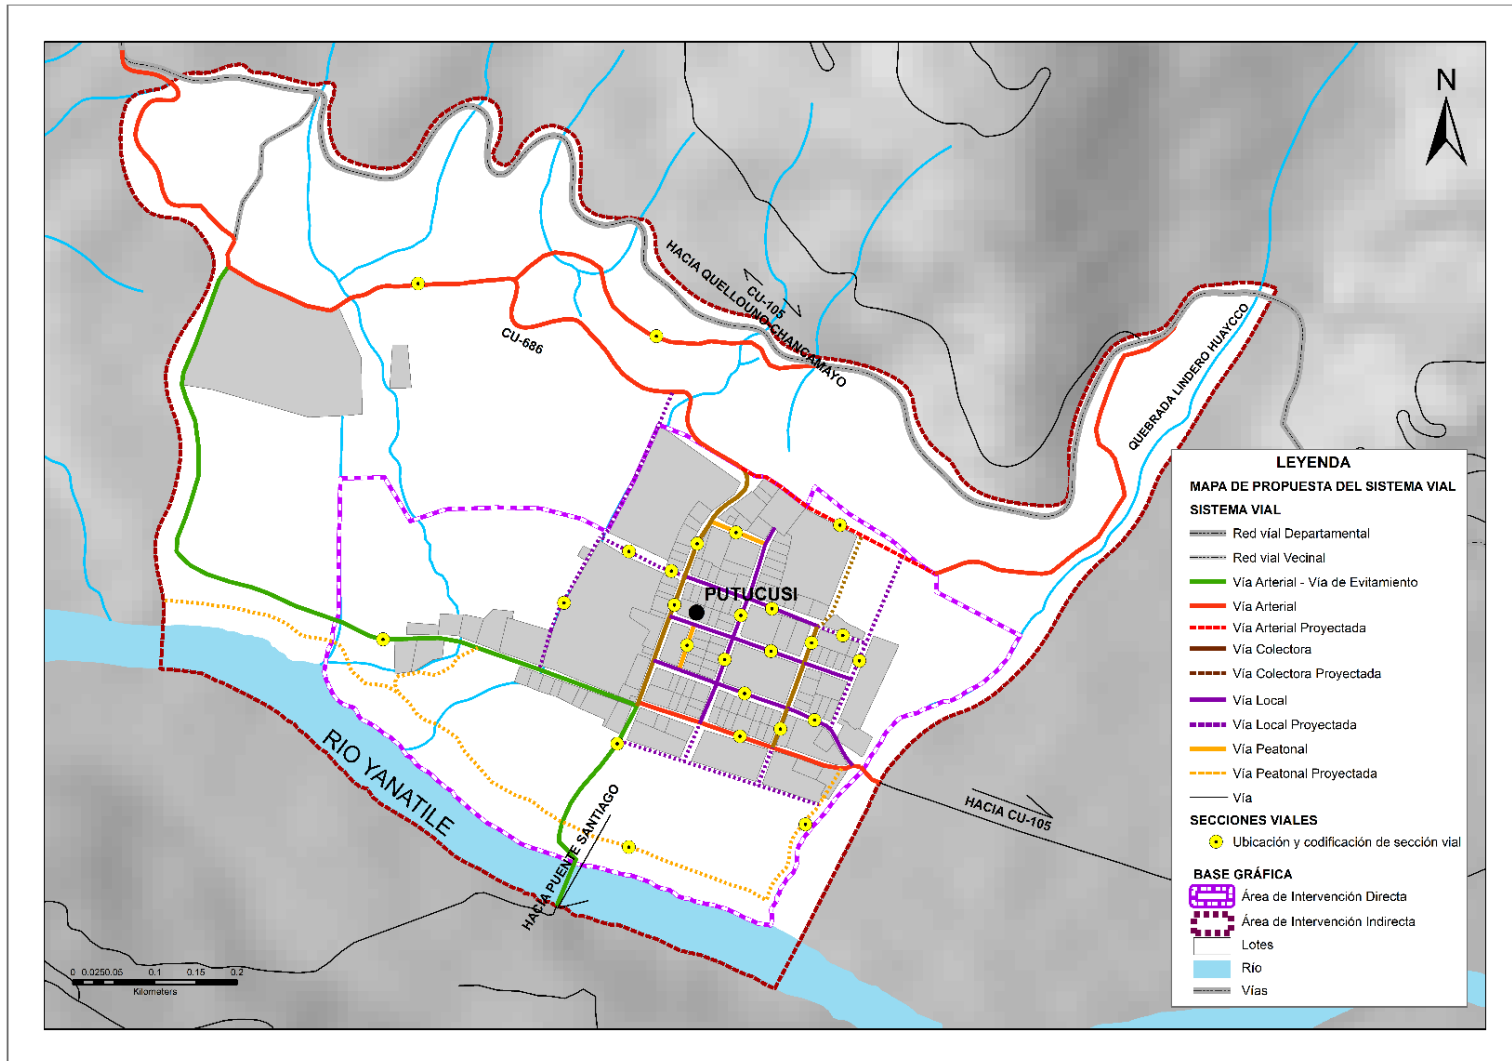 N
HACIA QUELLOUNO-CHANCAMAYO
CU-105
CU-686
QUEBRADA LINDERO HUAYCCO
PUTUCUSI
RIO YANATILE
HACIA PUENTE SANTIAGO
HACIA CU-105
0 0.0250.05 0.1 0.15 0.2
Kilometers
LEYENDA
MAPA DE PROPUESTA DEL SISTEMA VIAL
SISTEMA VIAL
Red víal Departamental
Red vial Vecinal
Vía Arterial - Vía de Evitamiento
Vía Arterial
Vía Arterial Proyectada
Vía Colectora
Vía Colectora Proyectada
Vía Local
Vía Local Proyectada
Vía Peatonal
Vía Peatonal Proyectada
Vía
SECCIONES VIALES
Ubicación y codificación de sección vial
BASE GRÁFICA
Área de Intervención Directa
Área de Intervención Indirecta
Lotes
Río
Vías